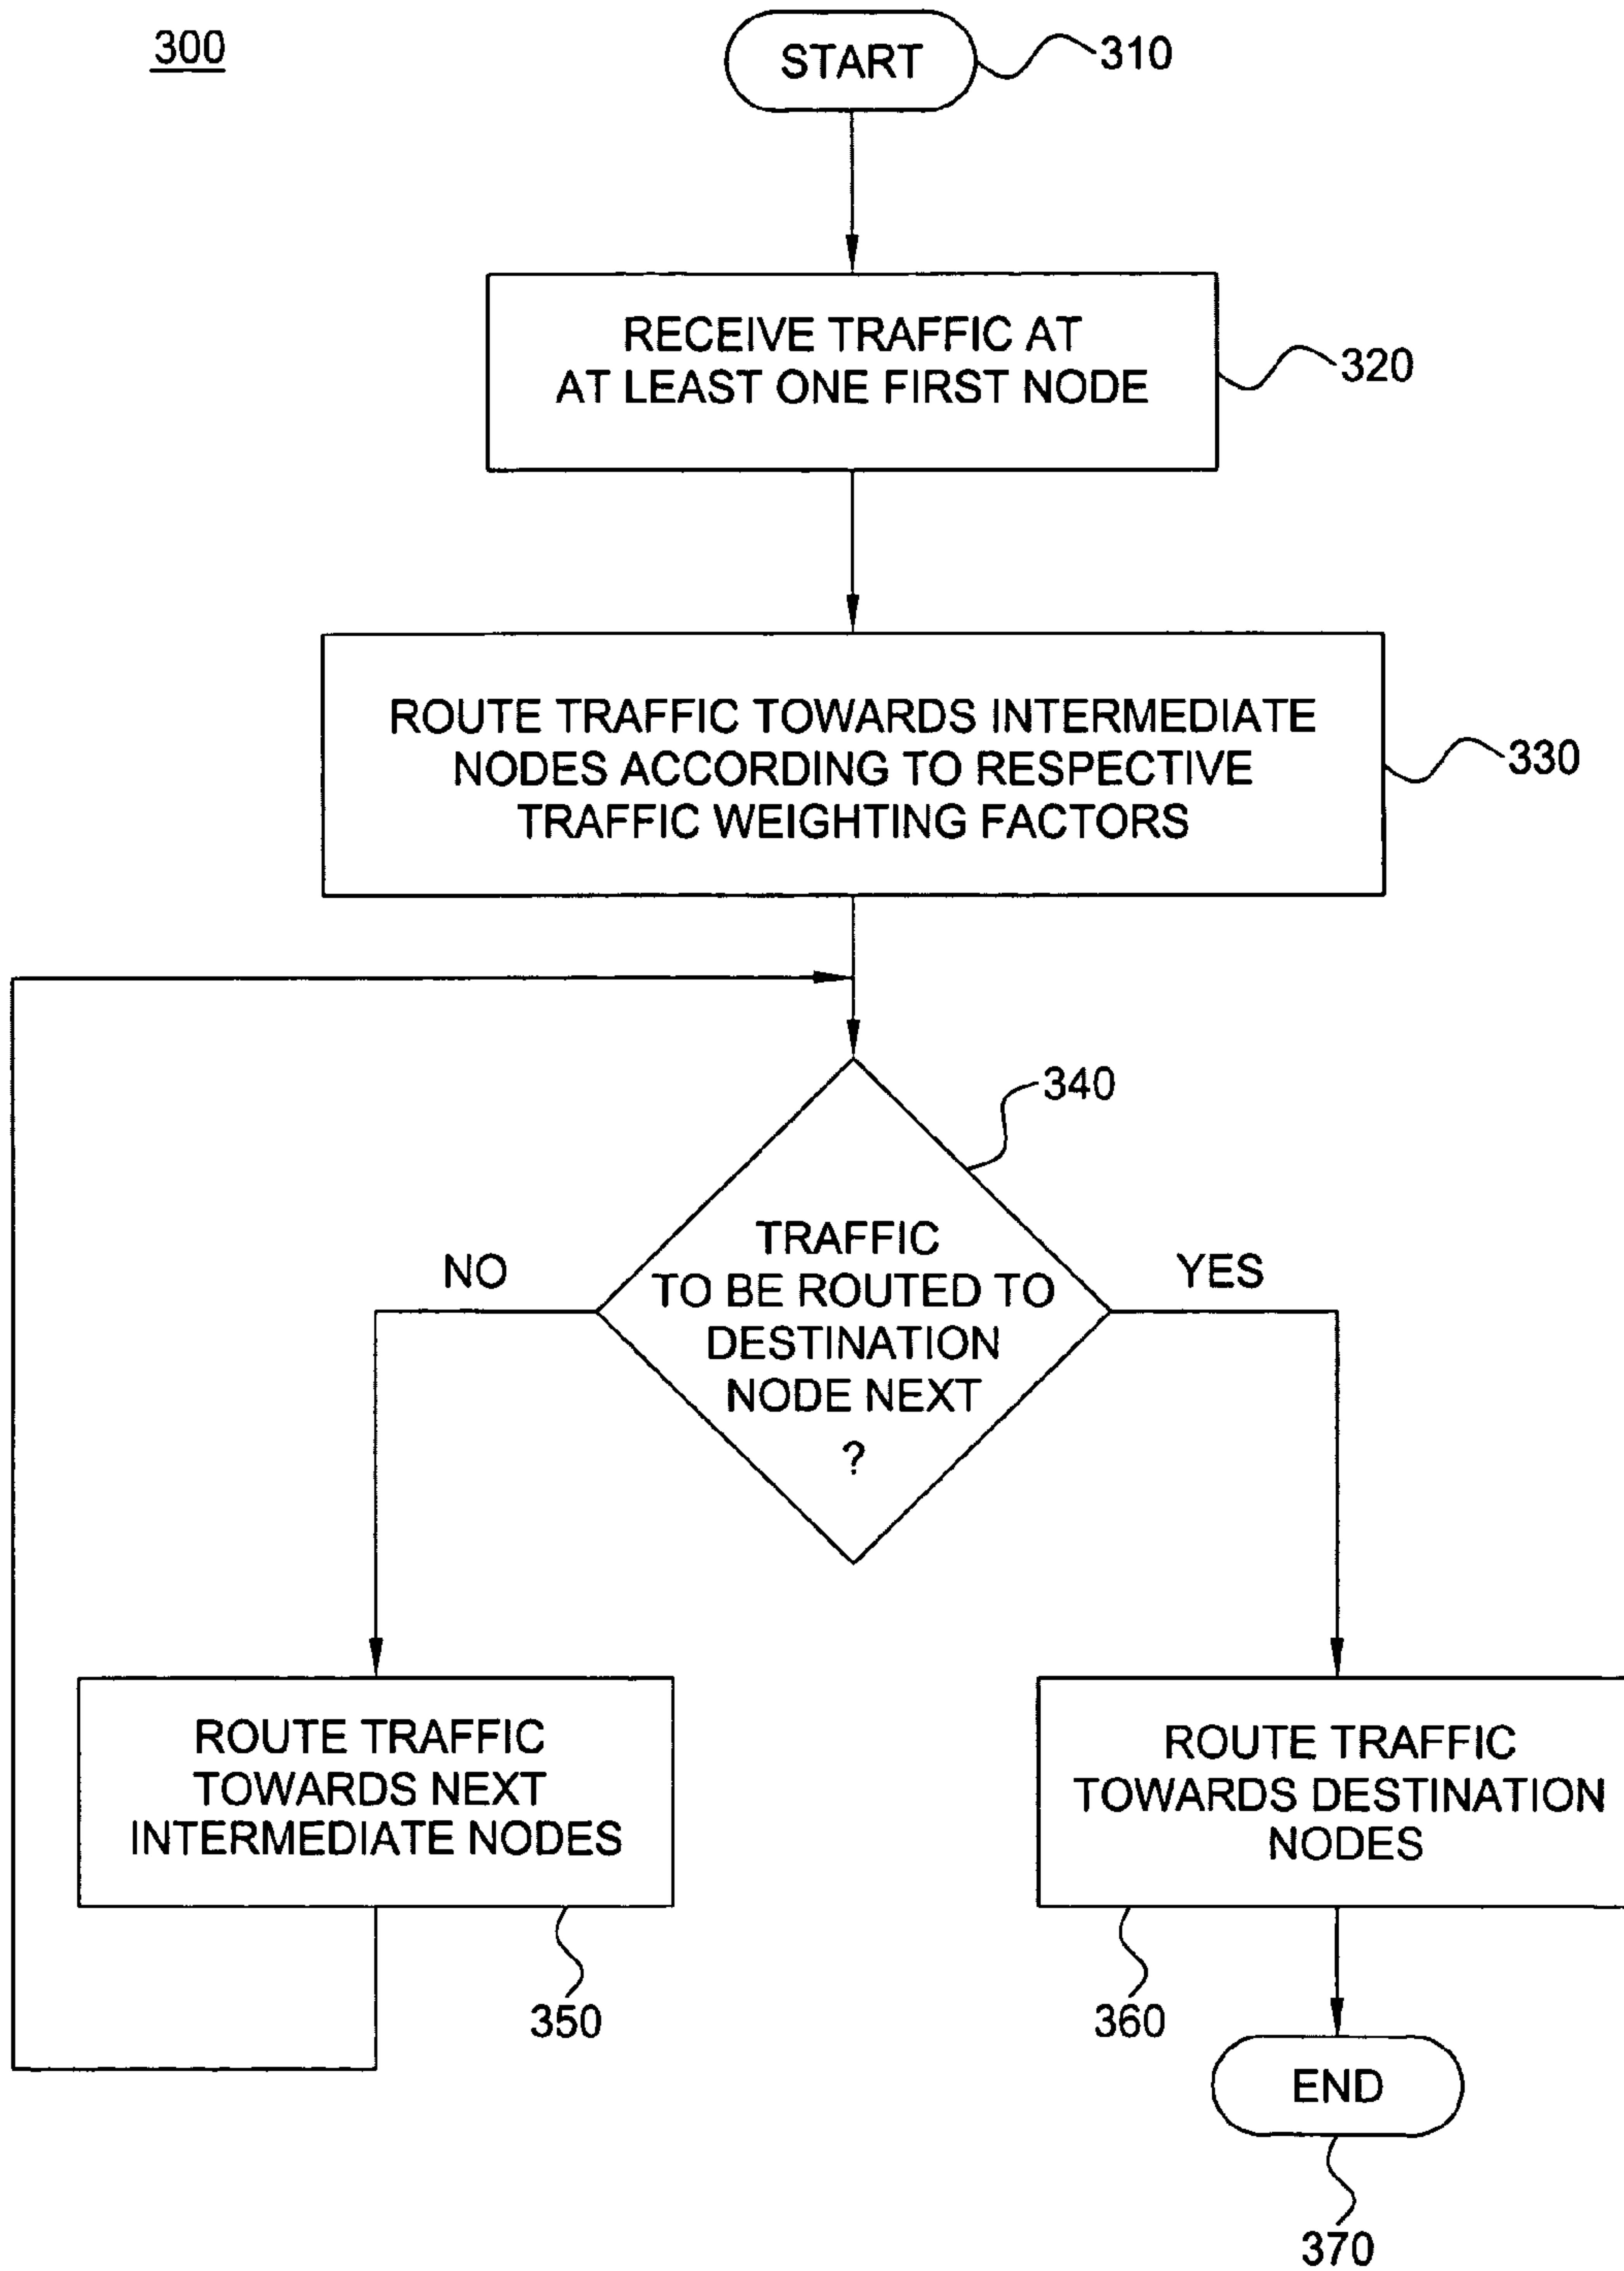 300
START
310
RECEIVE TRAFFIC AT
AT LEAST ONE FIRST NODE
320
ROUTE TRAFFIC TOWARDS INTERMEDIATE
NODES ACCORDING TO RESPECTIVE
TRAFFIC WEIGHTING FACTORS
330
340
TRAFFIC
TO BE ROUTED TO
DESTINATION
NODE NEXT
?
NO
YES
ROUTE TRAFFIC
TOWARDS NEXT
INTERMEDIATE NODES
350
ROUTE TRAFFIC
TOWARDS DESTINATION
NODES
360
END
370